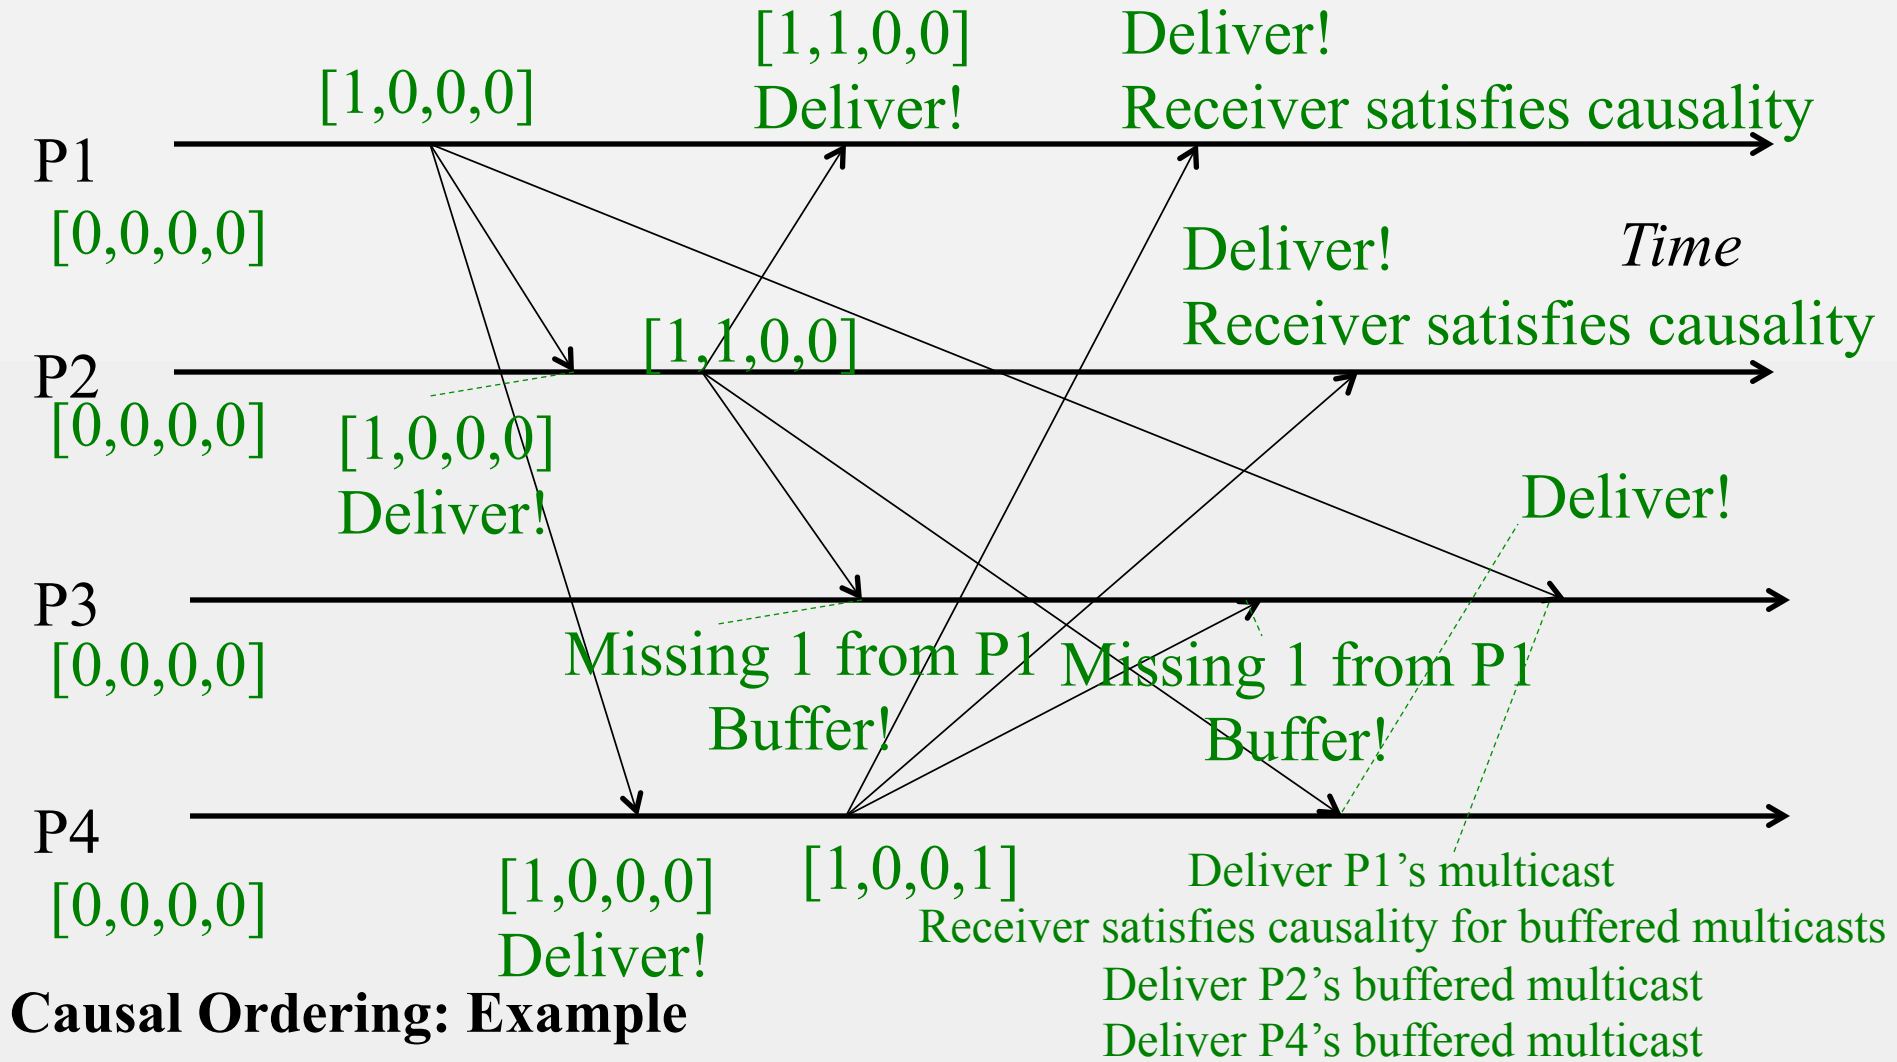 [1,1,0,0]
Deliver!
Deliver!
Receiver satisfies causality
[1,0,0,0]
P1
[0,0,0,0]
Time
Deliver!
Receiver satisfies causality
[1,1,0,0]
P2
[0,0,0,0]
[1,0,0,0]
Deliver!
Deliver!
P3
[0,0,0,0]
Missing 1 from P1
Buffer!
Missing 1 from P1
Buffer!
P4
[0,0,0,0]
[1,0,0,0]
Deliver!
[1,0,0,1]
Deliver P1’s multicast
Receiver satisfies causality for buffered multicasts
Deliver P2’s buffered multicast
Deliver P4’s buffered multicast
Causal Ordering: Example